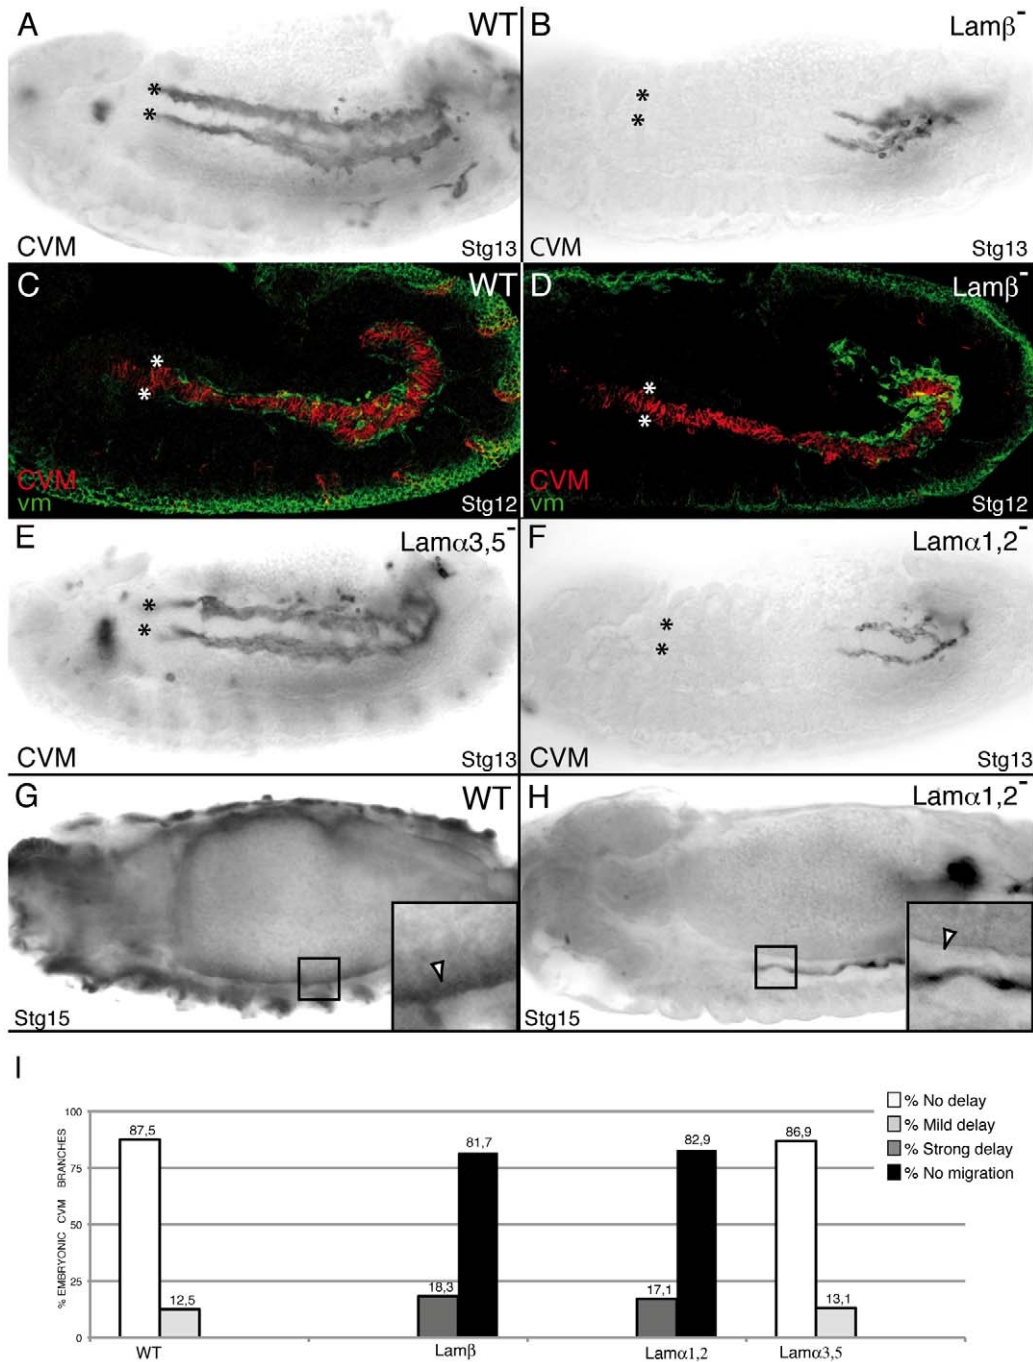 A WT
*
*
CVM Stg13
B Lamβ-
*
*
CVM Stg13
C WT
*
*
CVM
vm Stg12
D Lamβ-
*
*
CVM
vm Stg12
E Lamα3,5-
*
*
CVM Stg13
F Lamα1,2-
*
*
CVM Stg13
G WT
Stg15
H Lamα1,2-
Stg15
I
% EMBRYONIC CVM BRANCHES
100
75
50
25
0
87,5
12,5
18,3
81,7
17,1
82,9
86,9
13,1
WT
Lamβ
Lamα1,2
Lamα3,5
% No delay
% Mild delay
% Strong delay
% No migration